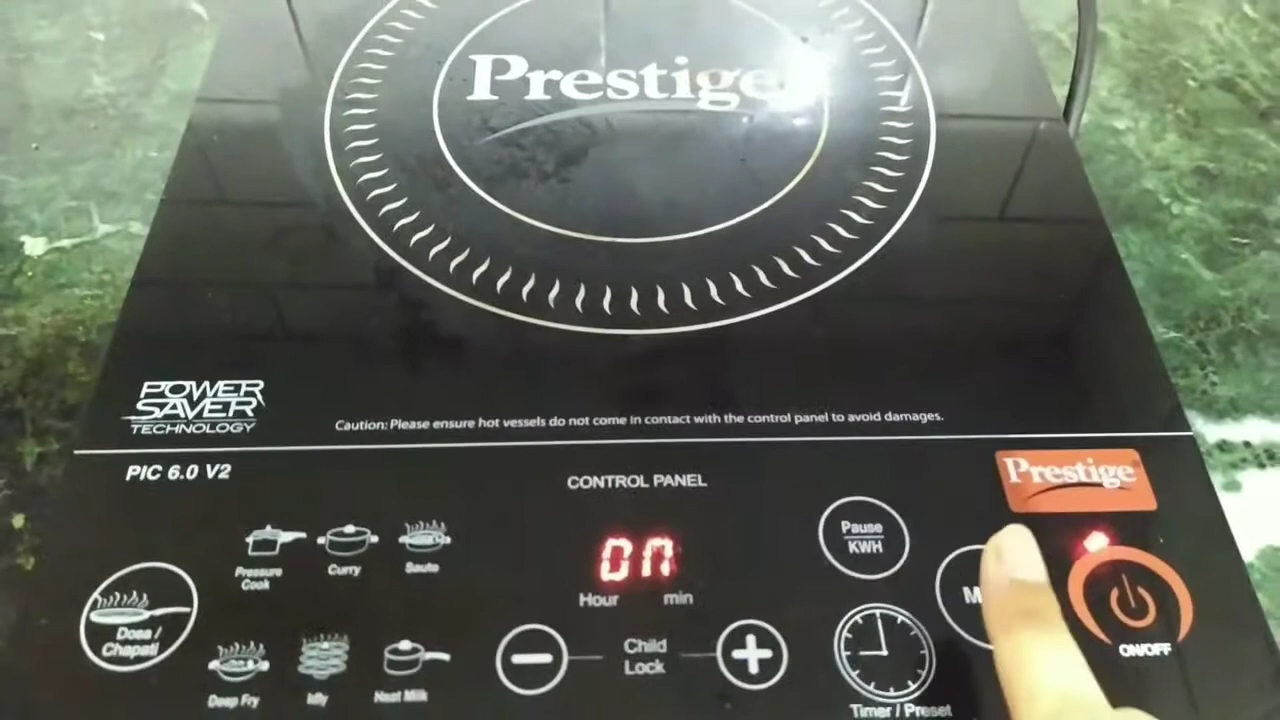 Prestige
POWER
SAVER
TECHNOLOGY
Caution: Please ensure hot vessels do not come in contact with the control panel to avoid damages.
PIC 6.0 V2
CONTROL PANEL
Prestige
Pause
KWH
on
Pressure
Cook
Curry
Saute
Hour
min
Dosa /
Chapati
Child
Lock
ON/OFF
Deep Fry
Idly
Heat Milk
Timer / Preset